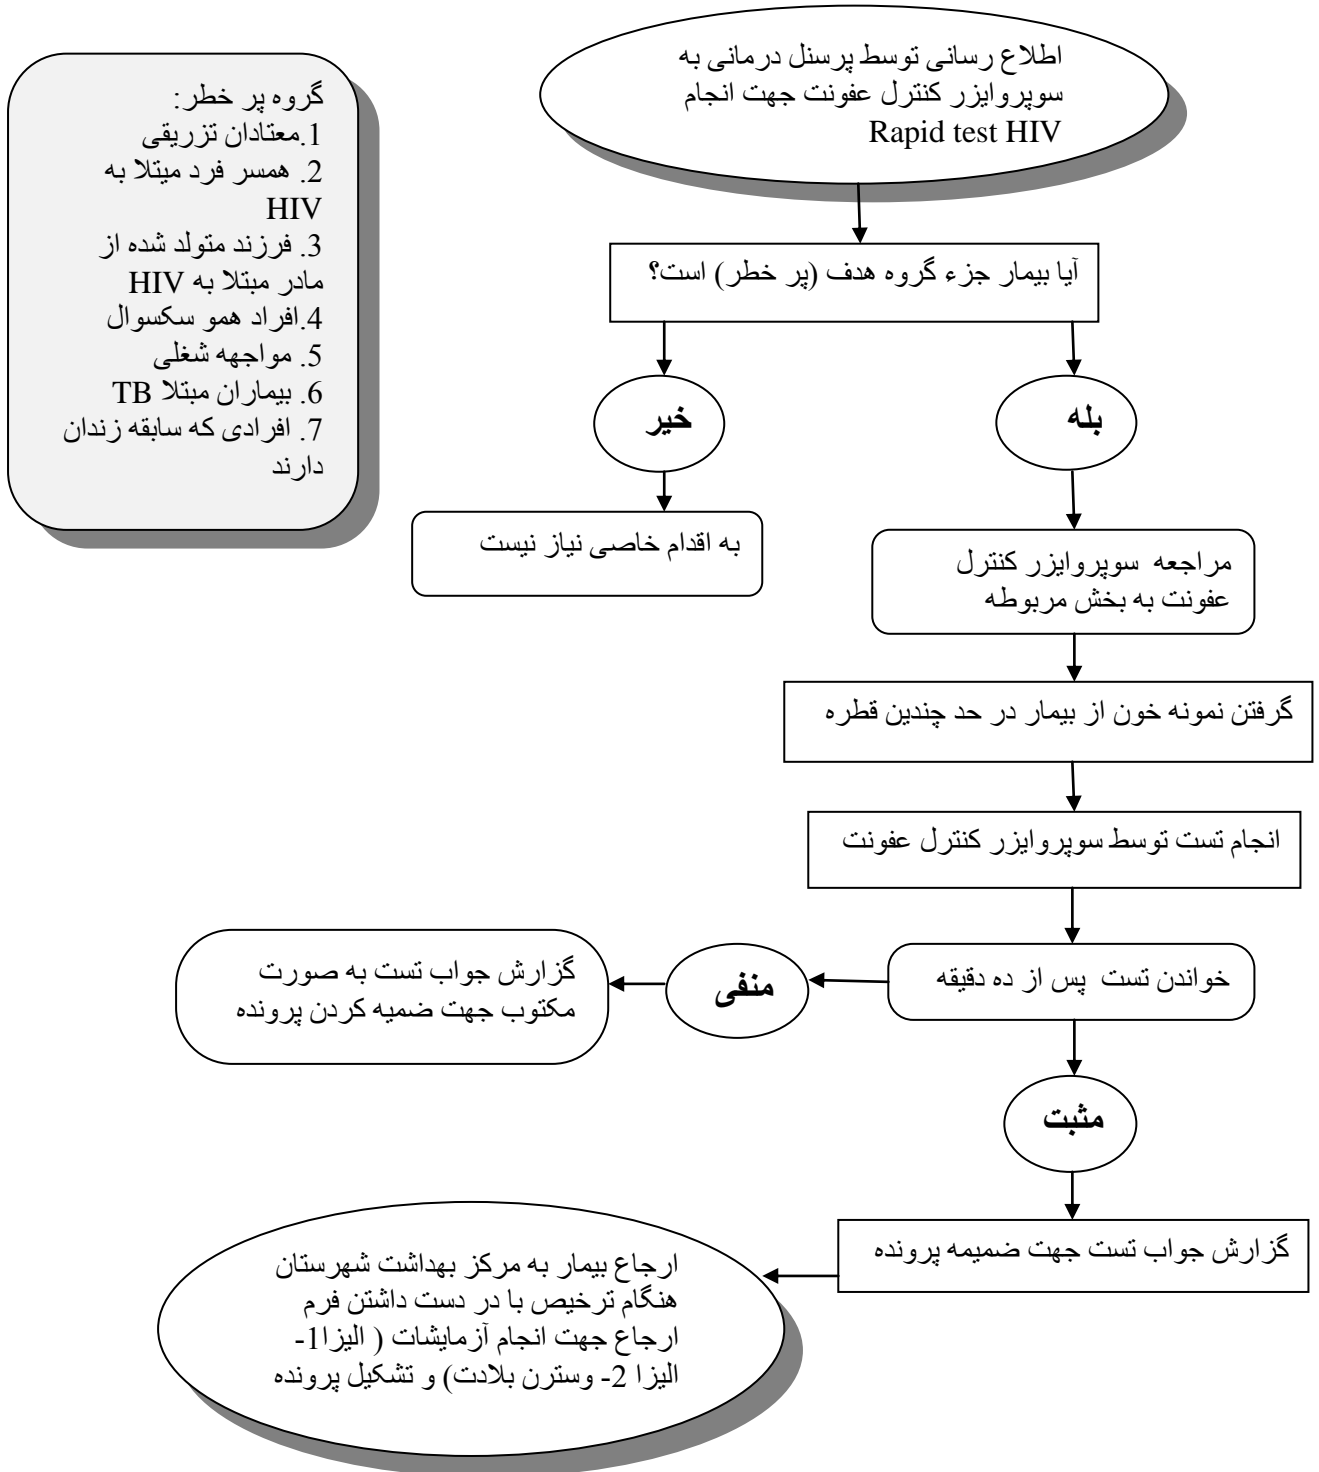 اطلاع رسانی توسط پرسنل درمانی به
سوپروایزر کنترل عفونت جهت انجام
Rapid test HIV
گروه پر خطر:
1.معتادان تزریقی
2. همسر فرد مبتلا به
HIV
3. فرزند متولد شده از
مادر مبتلا به HIV
4.افراد همو سکسوال
5. مواجهه شغلی
6. بیماران مبتلا TB
7. افرادی که سابقه زندان
دارند
آیا بیمار جزء گروه هدف (پر خطر) است؟
بله
خیر
به اقدام خاصی نیاز نیست
مراجعه سوپروایزر کنترل
عفونت به بخش مربوطه
گرفتن نمونه خون از بیمار در حد چندین قطره
انجام تست توسط سوپروایزر کنترل عفونت
خواندن تست پس از ده دقیقه
منفی
گزارش جواب تست به صورت
مکتوب جهت ضمیه کردن پرونده
مثبت
گزارش جواب تست جهت ضمیمه پرونده
ارجاع بیمار به مرکز بهداشت شهرستان
هنگام ترخیص با در دست داشتن فرم
ارجاع جهت انجام آزمایشات ( الیزا1-
الیزا 2- وسترن بلادت) و تشکیل پرونده